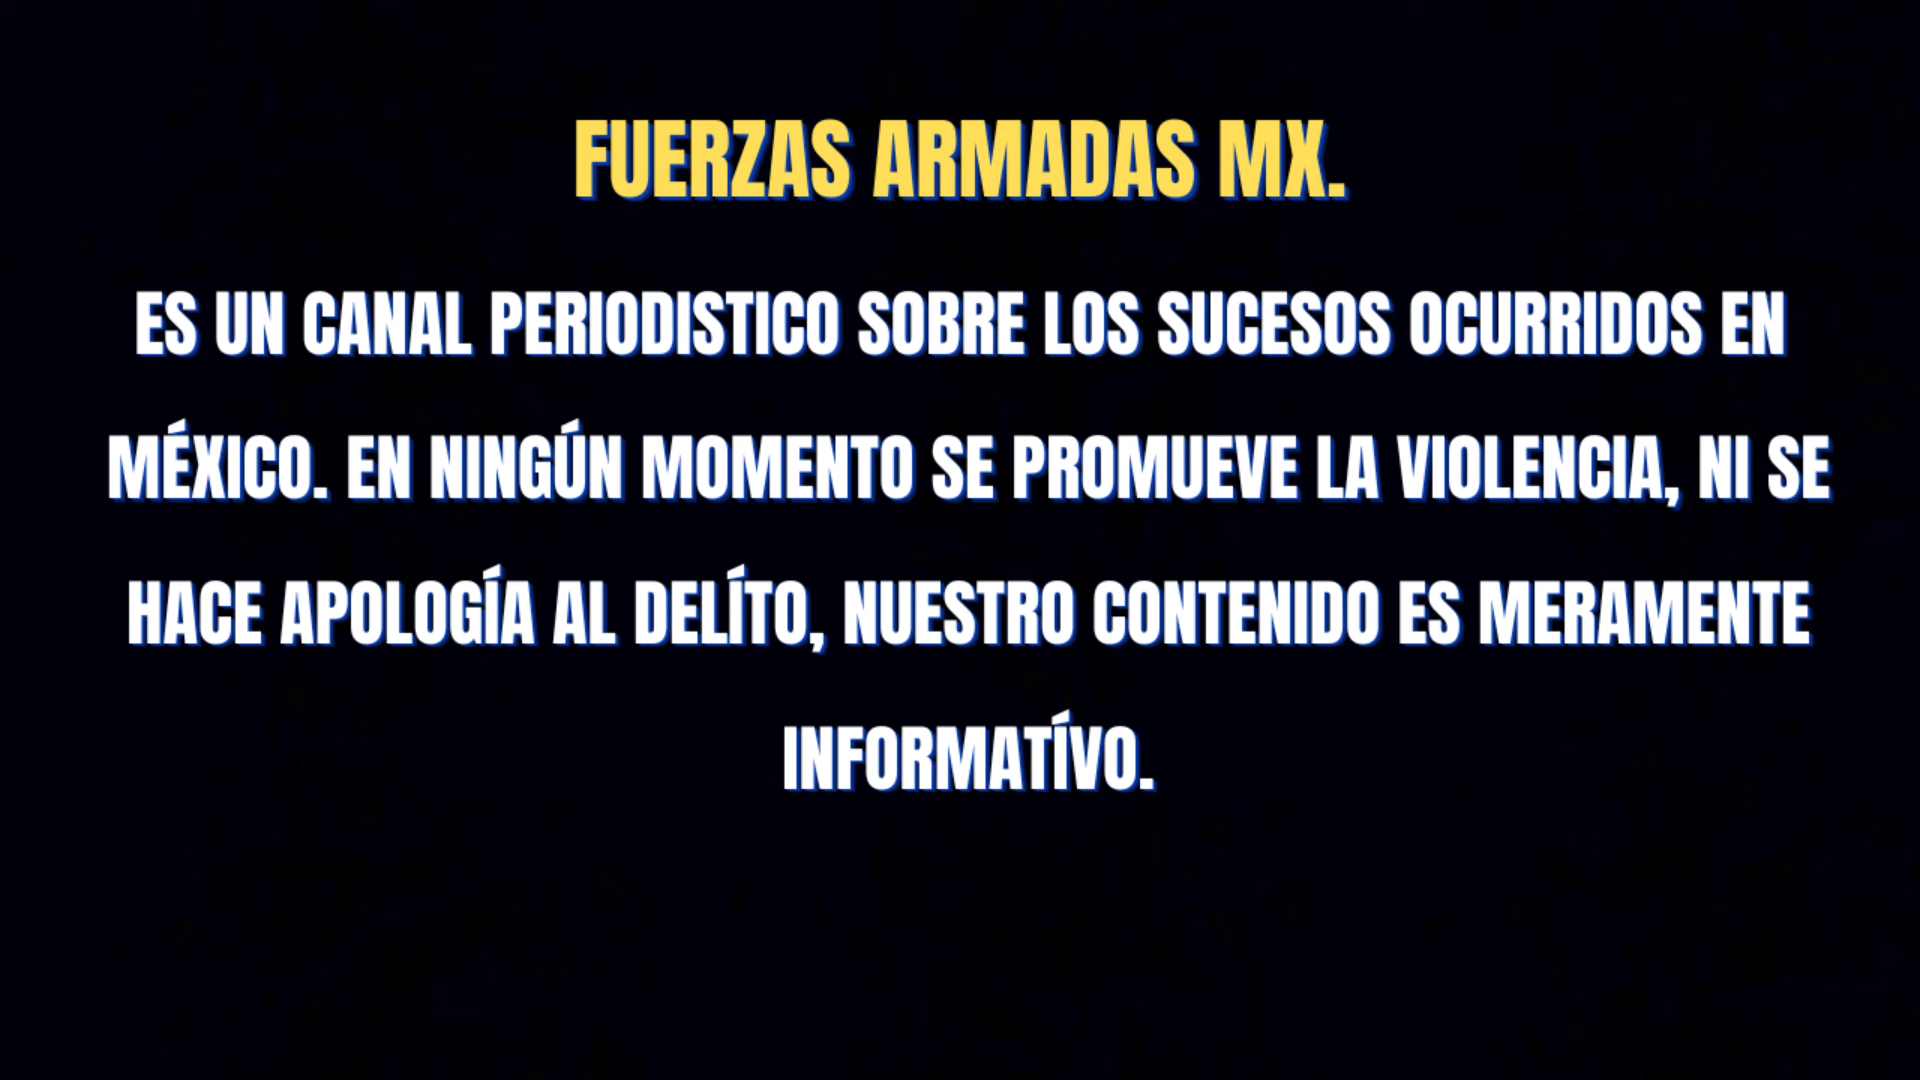 FUERZAS ARMADAS MX.
ES UN CANAL PERIODISTICO SOBRE LOS SUCESOS OCURRIDOS EN
MÉXICO. EN NINGÚN MOMENTO SE PROMUEVE LA VIOLENCIA, NI SE
HACE APOLOGÍA AL DELÍTO, NUESTRO CONTENIDO ES MERAMENTE
INFORMATÍVO.